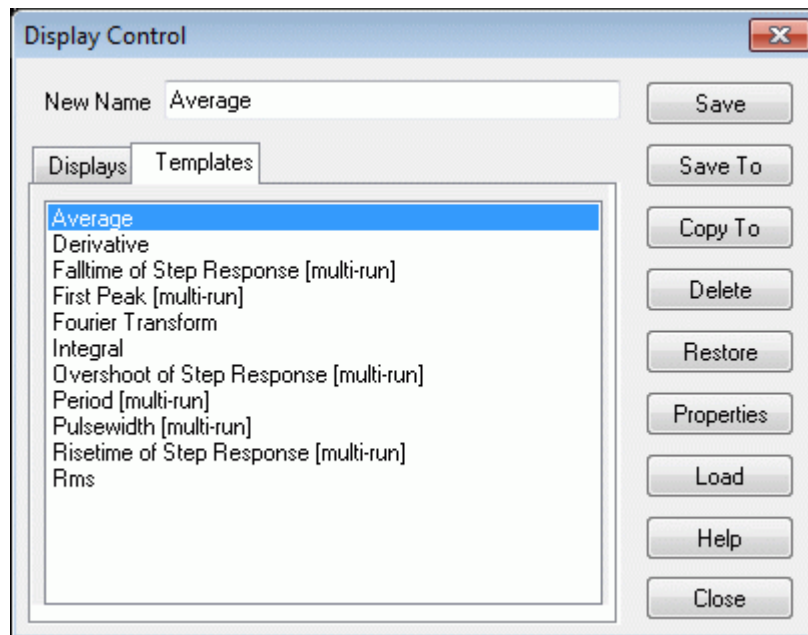 Display Control
New Name Average
Save
Displays Templates
Save To
Average
Derivative
Falltime of Step Response [multi-run]
First Peak [multi-run]
Fourier Transform
Integral
Overshoot of Step Response [multi-run]
Period [multi-run]
Pulsewidth [multi-run]
Risetime of Step Response [multi-run]
Rms
Copy To
Delete
Restore
Properties
Load
Help
Close